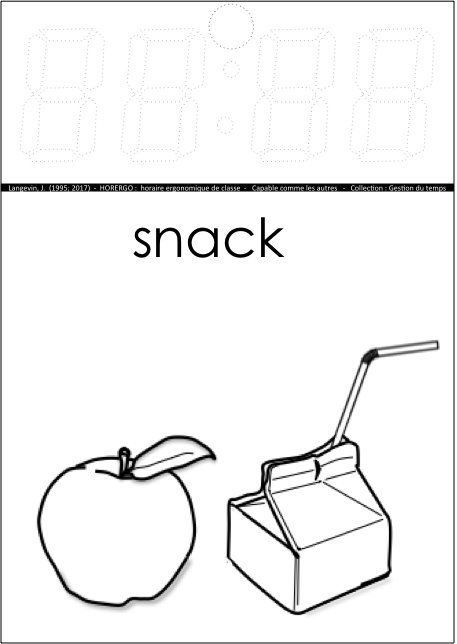 Langevin, J. (1995; 2017) - HORERGO : horaire ergonomique de classe - Capable comme les autres - Collection : Gestion du temps
snack